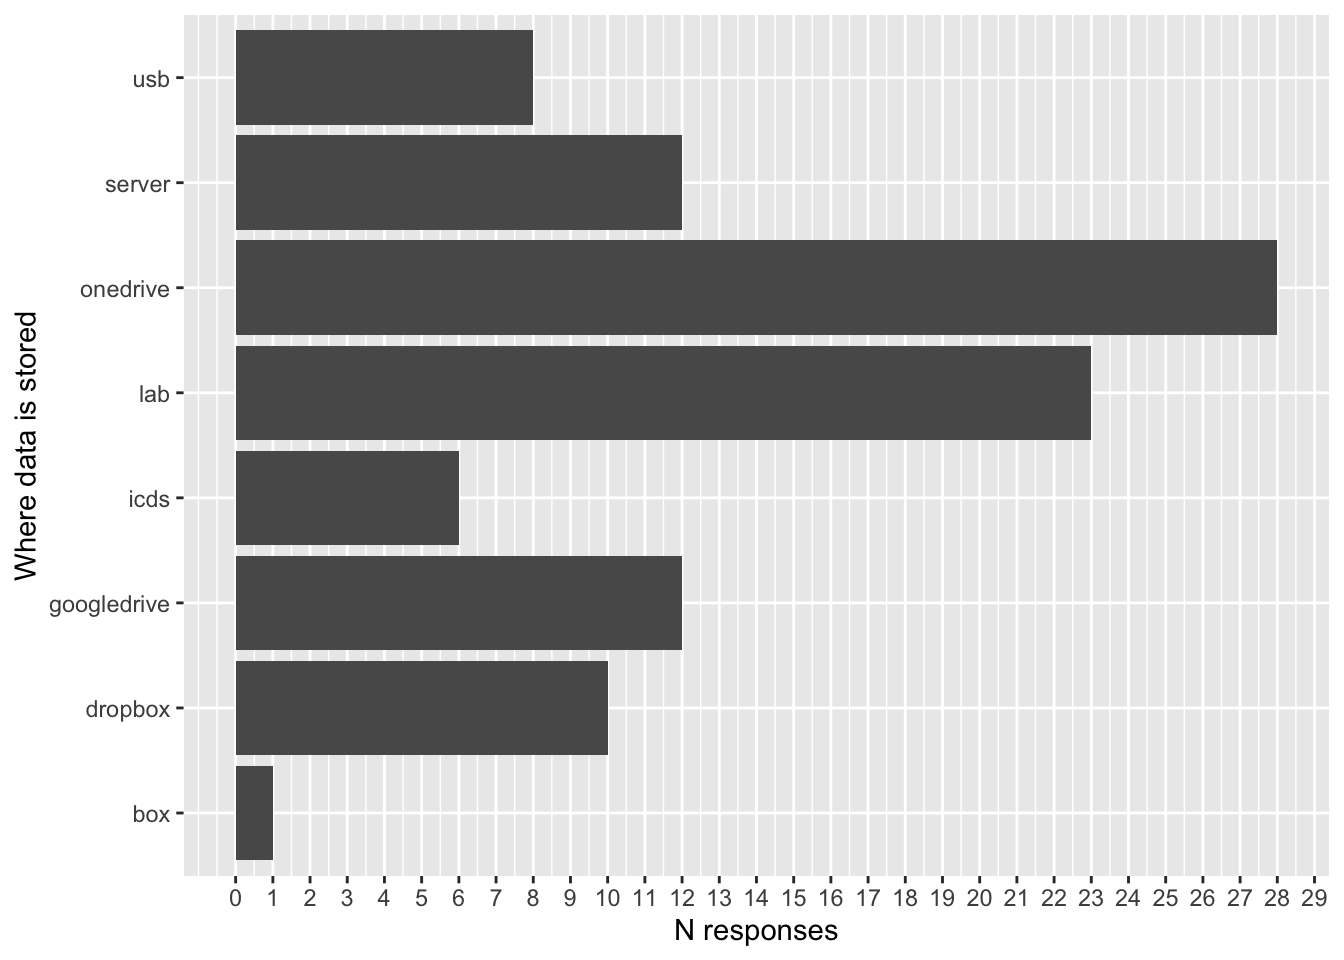 usb
server
onedrive
lab
icds
googledrive
dropbox
box
Where data is stored
0 1 2 3 4 5 6 7 8 9 10 11 12 13 14 15 16 17 18 19 20 21 22 23 24 25 26 27 28 29
N responses